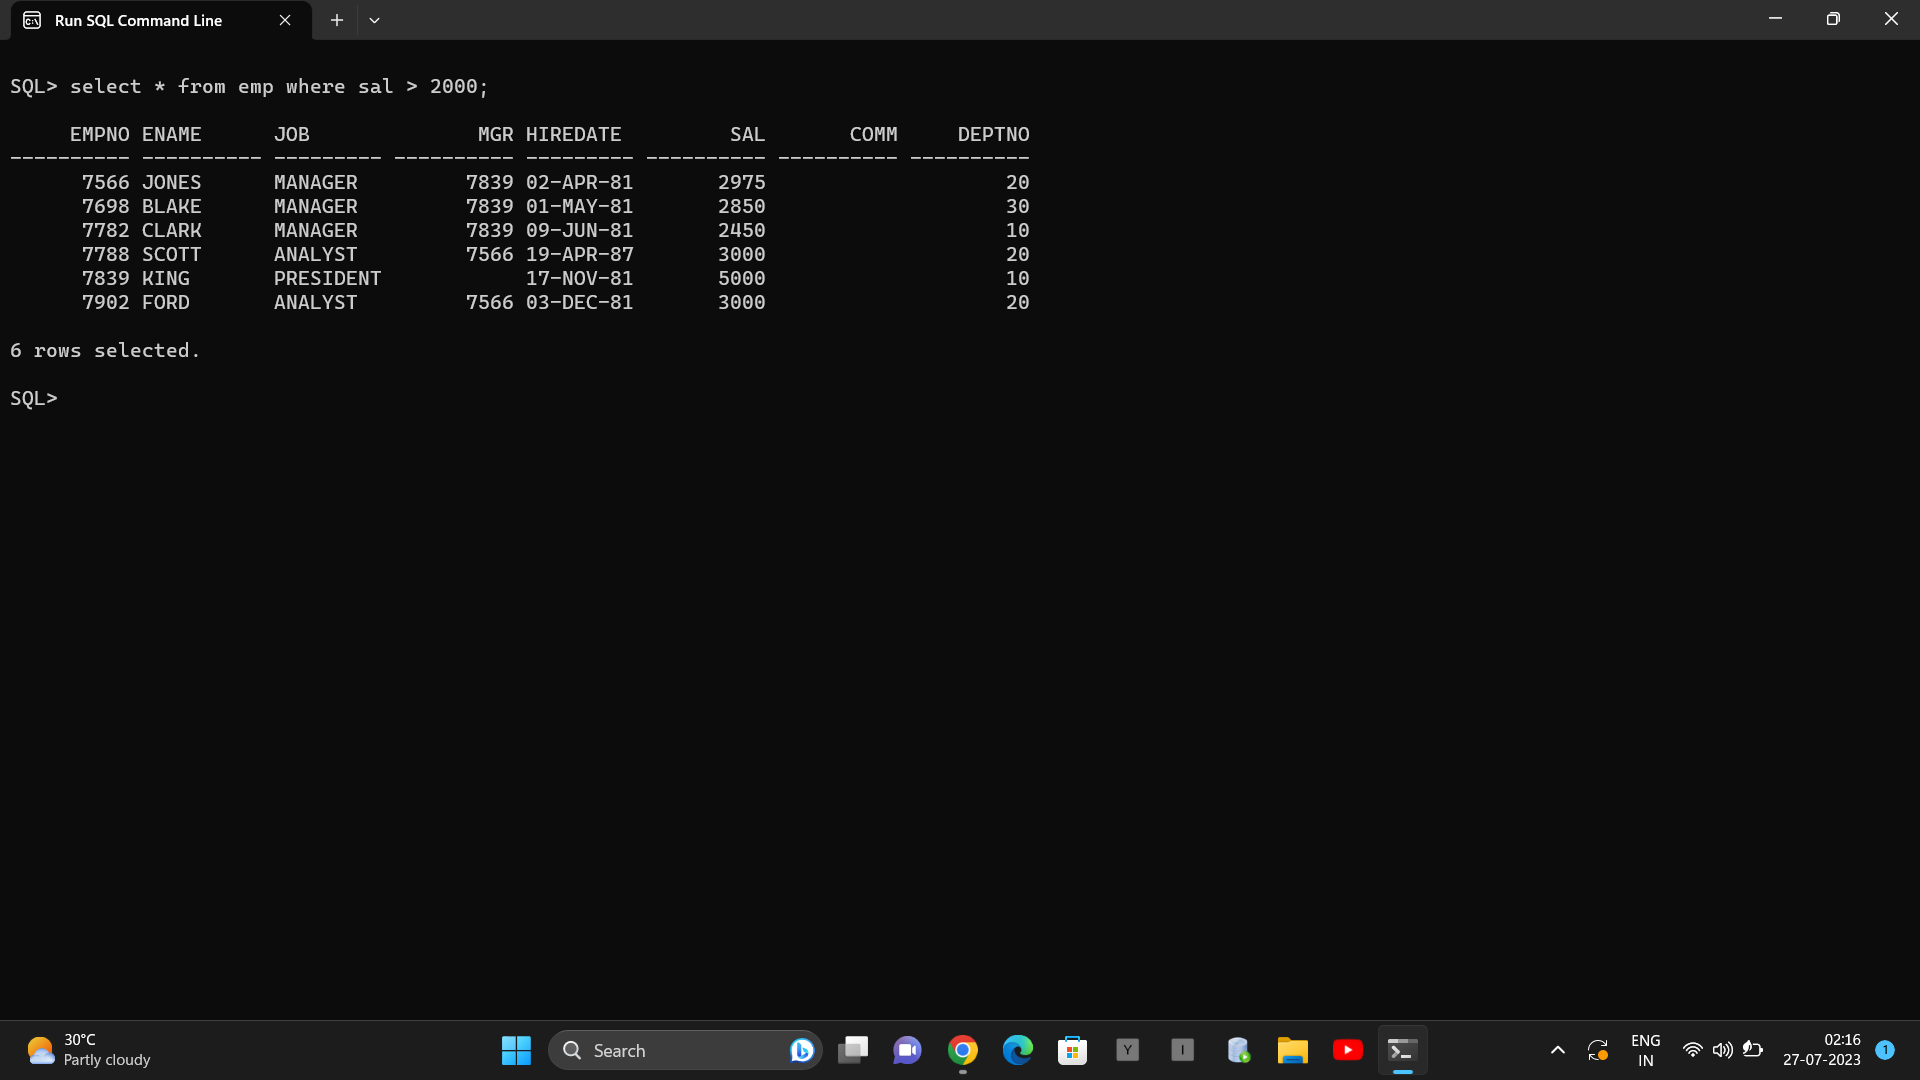 Run SQL Command Line
SQL> select * from emp where sal > 2000;
     EMPNO ENAME      JOB              MGR HIREDATE         SAL       COMM     DEPTNO
---------- ---------- --------- ---------- --------- ---------- ---------- ----------
      7566 JONES      MANAGER         7839 02-APR-81       2975                    20
      7698 BLAKE      MANAGER         7839 01-MAY-81       2850                    30
      7782 CLARK      MANAGER         7839 09-JUN-81       2450                    10
      7788 SCOTT      ANALYST         7566 19-APR-87       3000                    20
      7839 KING       PRESIDENT            17-NOV-81       5000                    10
      7902 FORD       ANALYST         7566 03-DEC-81       3000                    20
6 rows selected.
SQL>
30°C
Partly cloudy
Search
Y
I
ENG
IN
02:16
27-07-2023
1